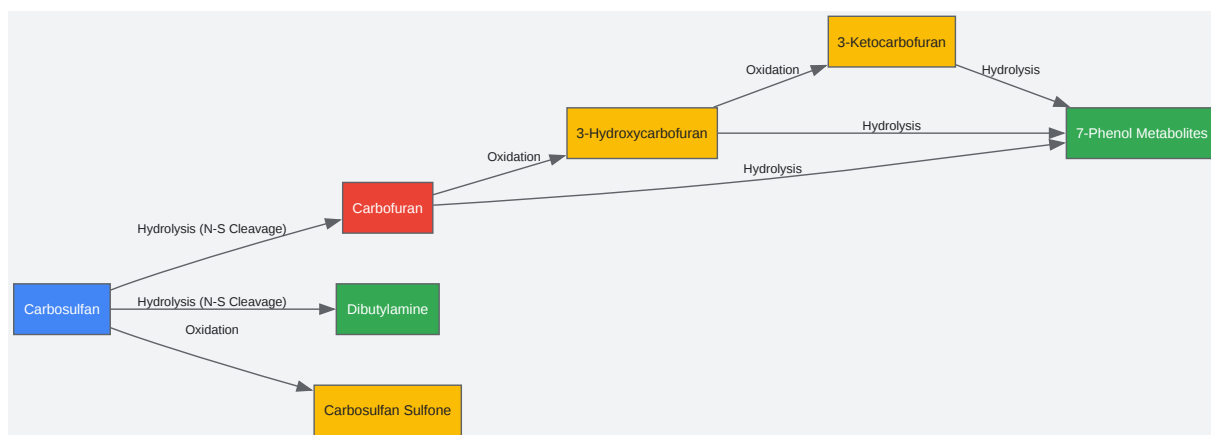 3-Ketocarbofuran
Oxidation
Hydrolysis
3-Hydroxycarbofuran
Hydrolysis
7-Phenol Metabolites
Oxidation
Hydrolysis
Carbofuran
Hydrolysis (N-S Cleavage)
Carbosulfan
Hydrolysis (N-S Cleavage)
Dibutylamine
Oxidation
Carbosulfan Sulfone